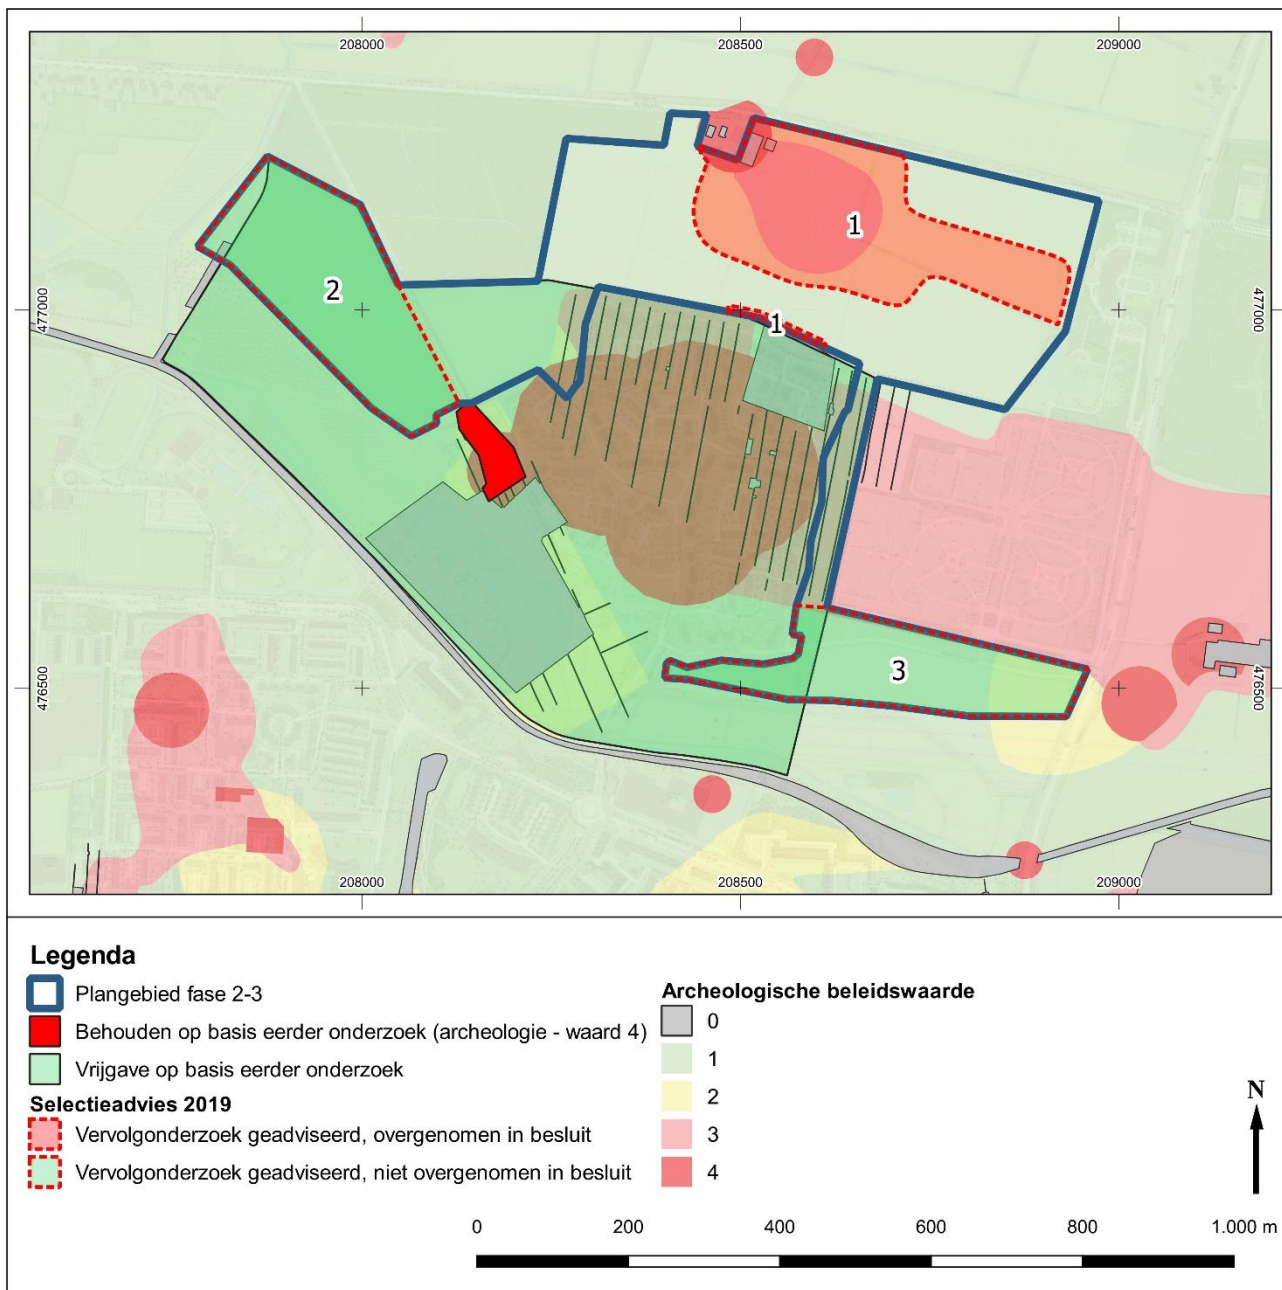 208000 208500 209000
1
2
477000 477000
1
3
476500 476500
208000 208500 209000
Legenda
Plangebied fase 2-3
Behouden op basis eerder onderzoek (archeologie - waard 4)
Vrijgave op basis eerder onderzoek
Selectieadvies 2019
Vervolgonderzoek geadviseerd, overgenomen in besluit
Vervolgonderzoek geadviseerd, niet overgenomen in besluit
Archeologische beleidswaarde
0
1
2
3
4
N
0 200 400 600 800 1.000 m